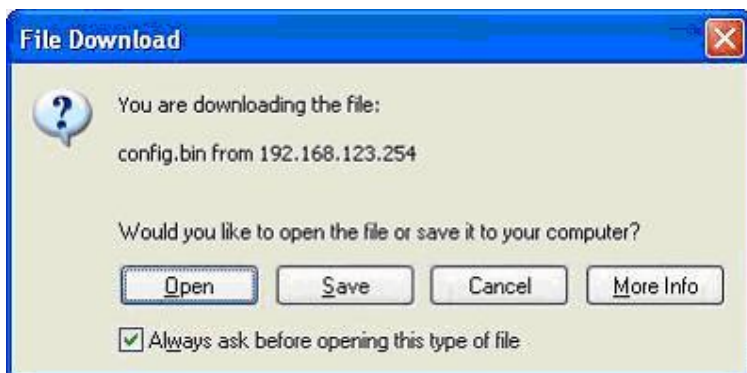 File Download
You are downloading the file:
config.bin from 192.168.123.254
Would you like to open the file or save it to your computer?
Open Save Cancel More Info
Always ask before opening this type of file